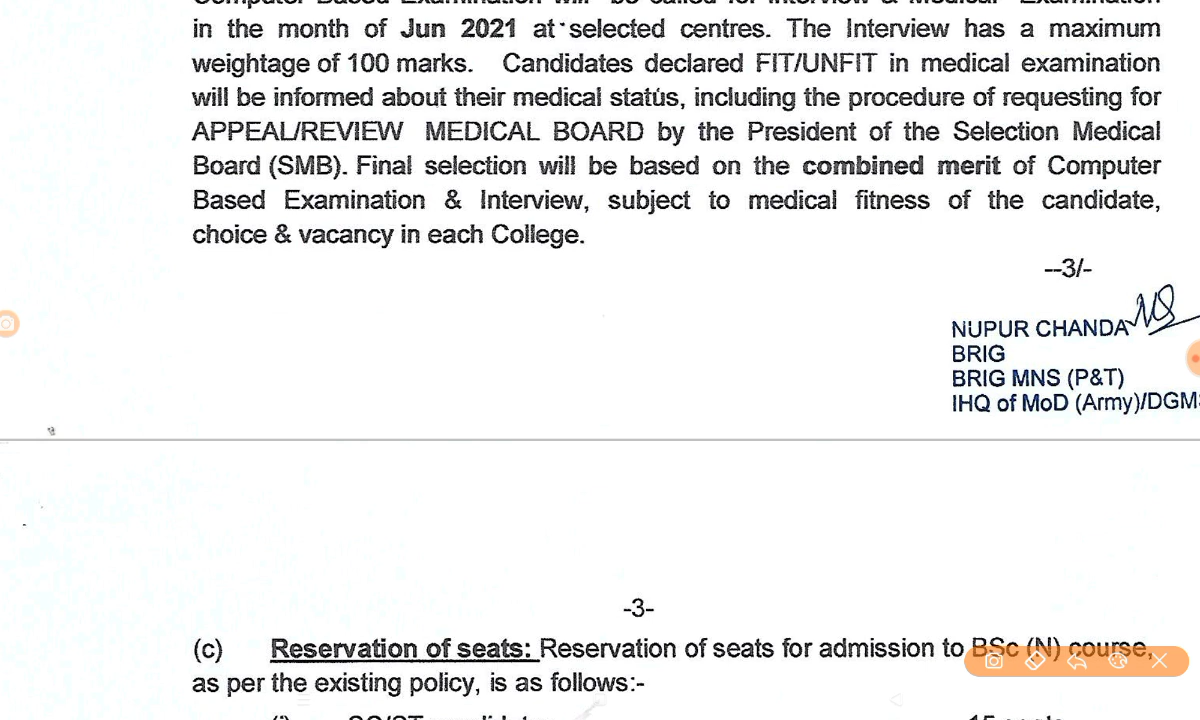 in the month of Jun 2021 at selected centres. The Interview has a maximum
weightage of 100 marks. Candidates declared FIT/UNFIT in medical examination
will be informed about their medical status, including the procedure of requesting for
APPEAL/REVIEW MEDICAL BOARD by the President of the Selection Medical
Board (SMB). Final selection will be based on the combined merit of Computer
Based Examination & Interview, subject to medical fitness of the candidate,
choice & vacancy in each College.
--3/-
NUPUR CHANDA
BRIG
BRIG MNS (P&T)
IHQ of MoD (Army)/DGM
-3-
(c) Reservation of seats: Reservation of seats for admission to BSc (N) course,
as per the existing policy, is as follows:-